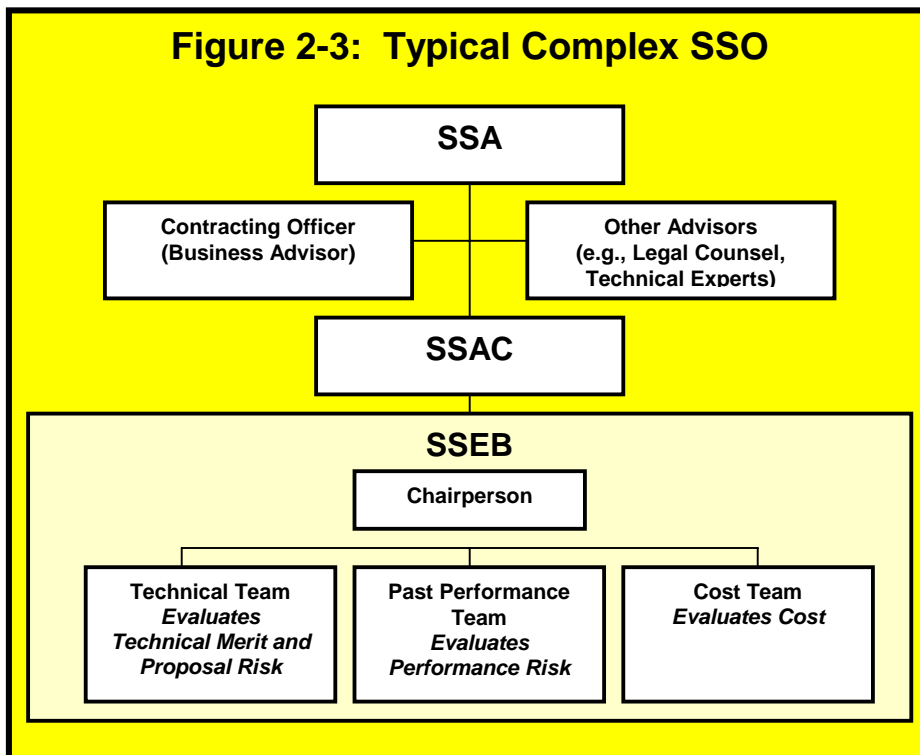 Figure 2-3:  Typical Complex SSO
SSA
Contracting Officer
(Business Advisor)
Other Advisors
(e.g., Legal Counsel,
Technical Experts)
SSAC
SSEB
Chairperson
Technical Team
Evaluates
Technical Merit and
Proposal Risk
Past Performance
Team
Evaluates
Performance Risk
Cost Team
Evaluates Cost